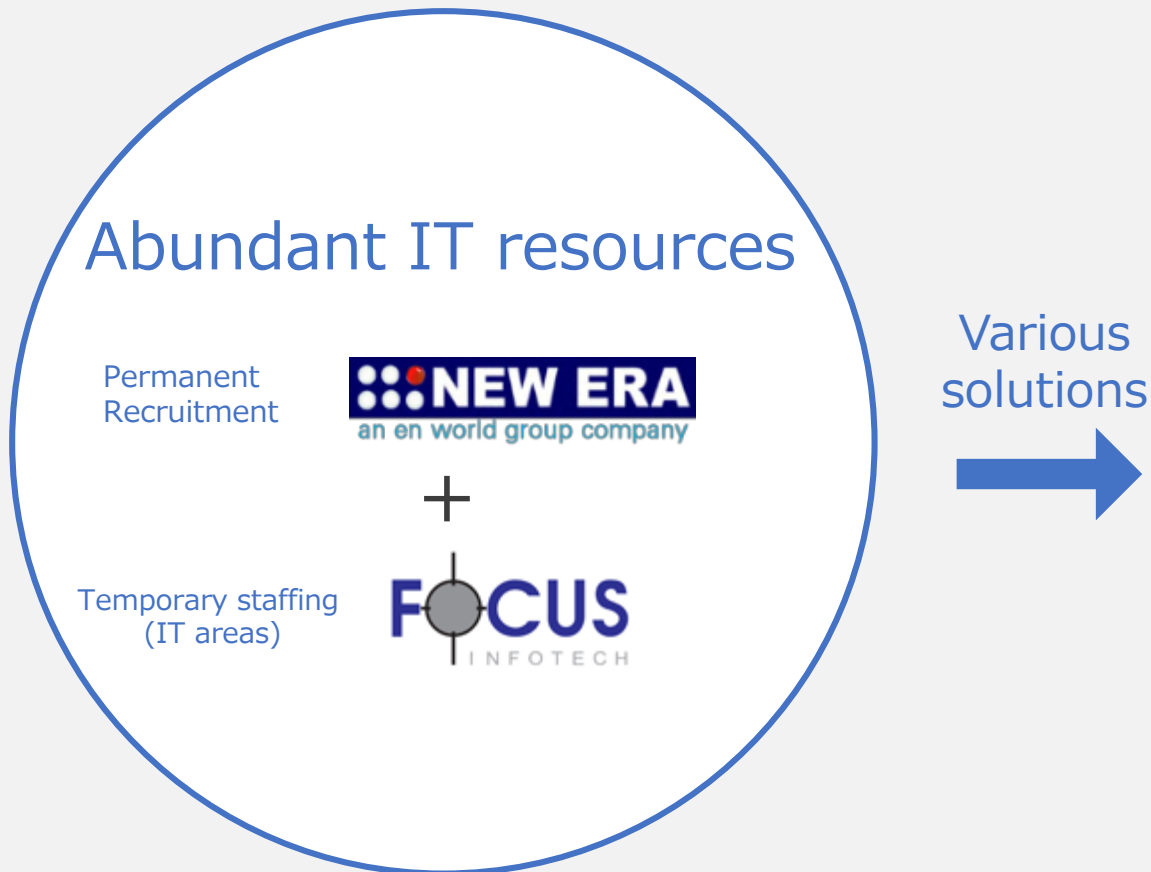 Abundant IT resources
Permanent
Recruitment
NEW ERA
an en world group company
+
Temporary staffing
(IT areas)
FOCUS
INFOTECH
Various
solutions